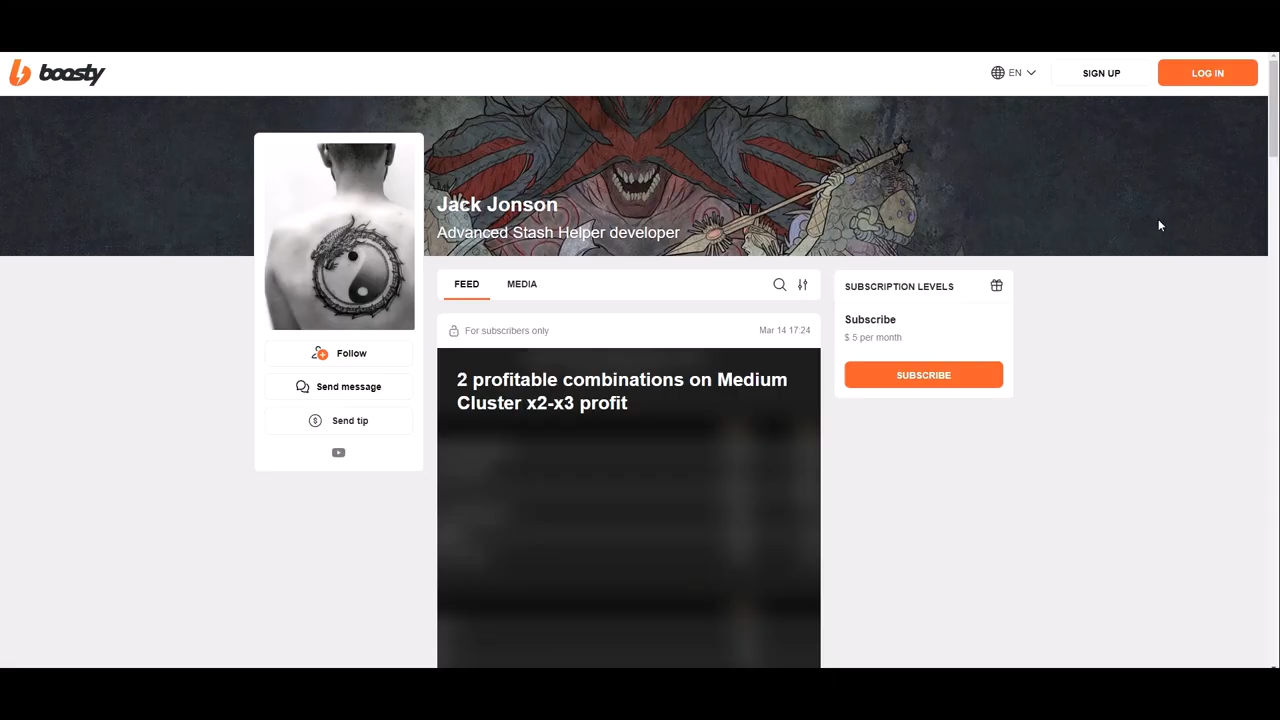 boosty
EN
SIGN UP
LOG IN
Jack Jonson
Advanced Stash Helper developer
Follow
Send message
Send tip
FEED
MEDIA
For subscribers only
Mar 14 17:24
2 profitable combinations on Medium
Cluster x2-x3 profit
SUBSCRIPTION LEVELS
Subscribe
$ 5 per month
SUBSCRIBE